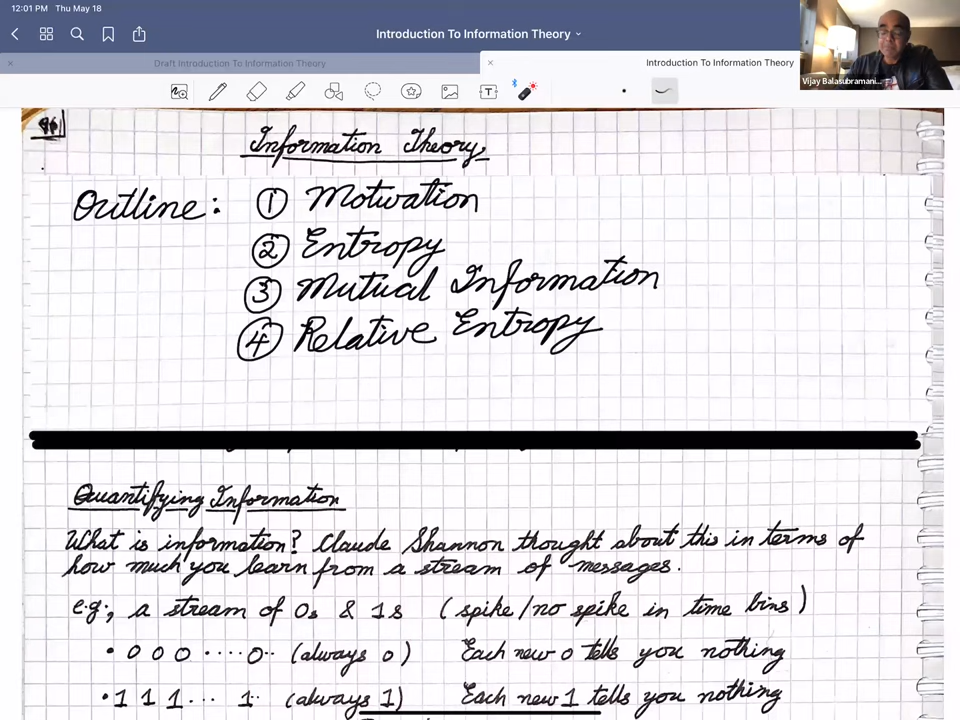 12:01 PM Thu May 18
Introduction To Information Theory
Draft Introduction To Information Theory
Introduction To Information Theory
Vijay Balasubramani...
Information Theory
Outline: ① Motivation
② Entropy
③ Mutual Information
④ Relative Entropy
Quantifying Information
What is information? Claude Shannon thought about this in terms of
how much you learn from a stream of messages.
e.g., a stream of 0s & 1s (spike/no spike in time bins)
• 0 0 0 .... 0.. (always 0) Each new 0 tells you nothing
• 1 1 1... 1.. (always 1) Each new 1 tells you nothing